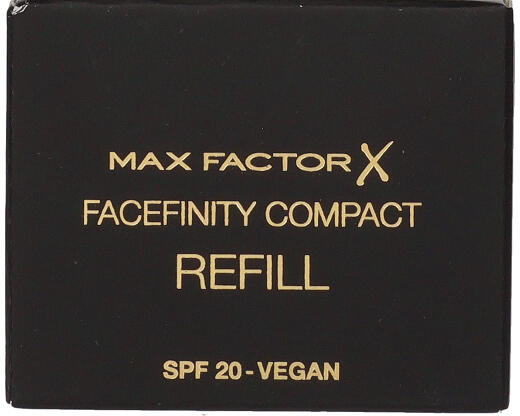 MAX FACTOR X
FACEFINITY COMPACT
REFILL
SPF 20 - VEGAN